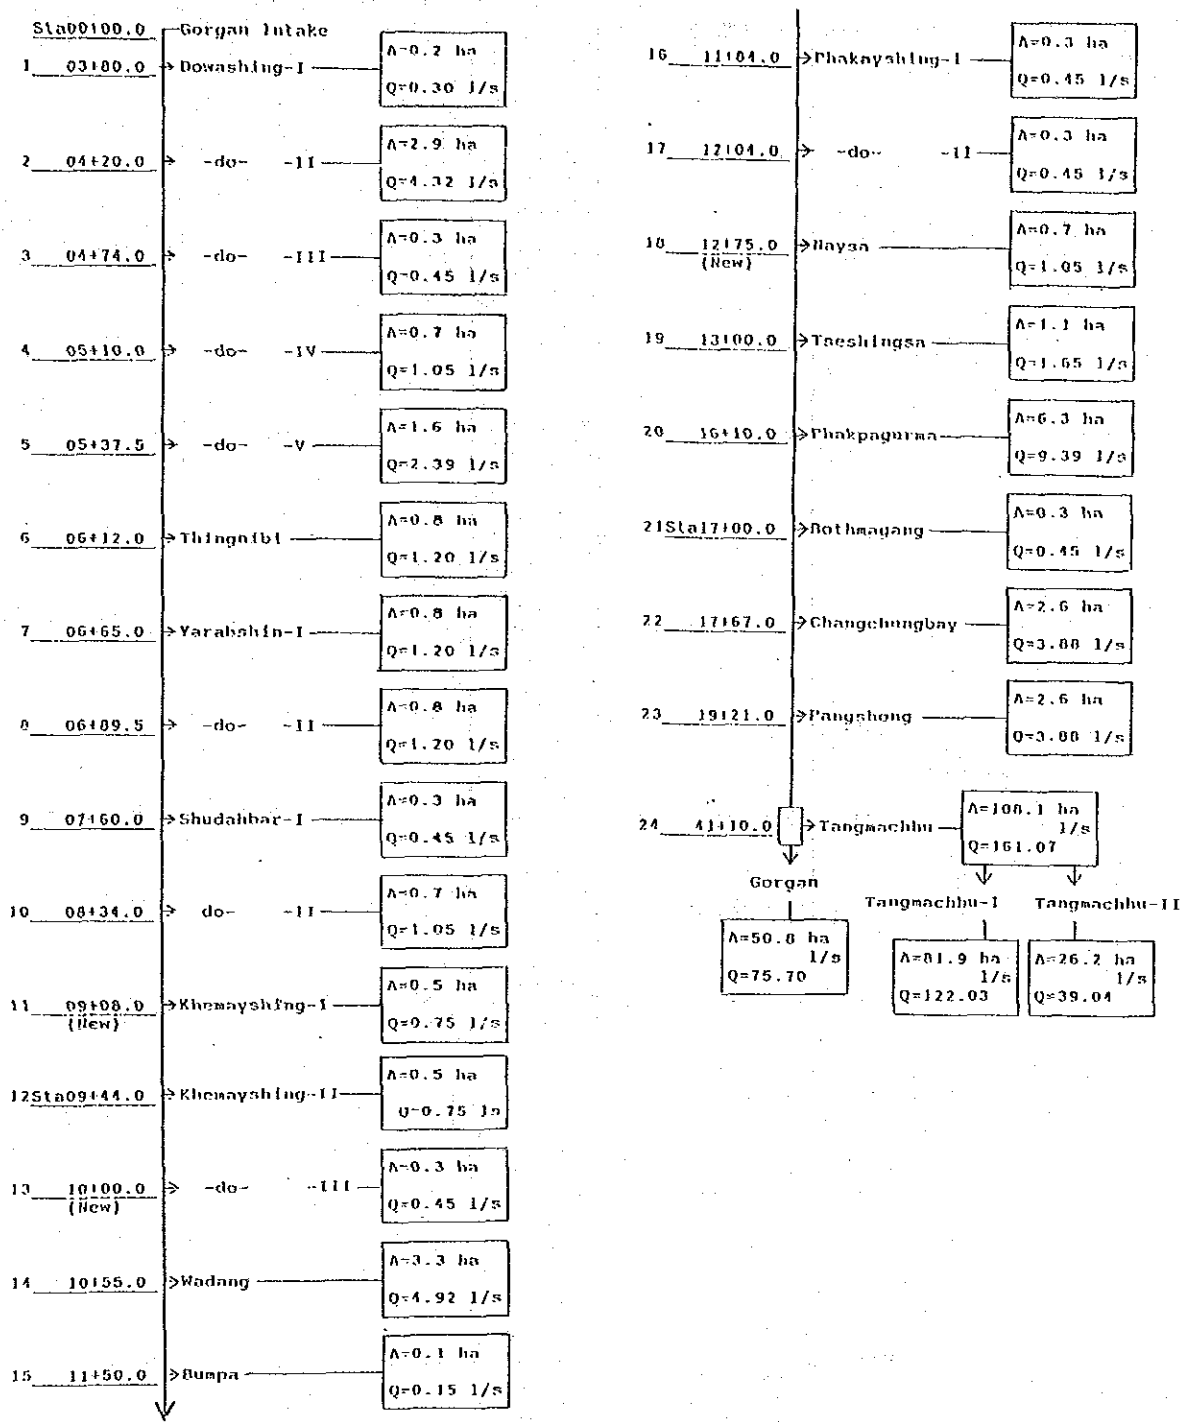 Sta00+00.0 Gorgan Intake
1 03+80.0 Dowashing-I A=0.2 ha
Q=0.30 l/s
2 04+20.0 -do- -II A=2.9 ha
Q=4.32 l/s
3 04+74.0 -do- -III A=0.3 ha
Q=0.45 l/s
4 05+10.0 -do- -IV A=0.7 ha
Q=1.05 l/s
5 05+37.5 -do- -V A=1.6 ha
Q=2.39 l/s
6 06+12.0 Thingnibi A=0.8 ha
Q=1.20 l/s
7 06+65.0 Yarabshin-I A=0.8 ha
Q=1.20 l/s
8 06+89.5 -do- -II A=0.8 ha
Q=1.20 l/s
9 07+60.0 Shudahbar-I A=0.3 ha
Q=0.45 l/s
10 08+34.0 do- -II A=0.7 ha
Q=1.05 l/s
11 09+08.0 Khemayshing-I A=0.5 ha
(New) Q=0.75 l/s
12 Sta09+44.0 Khemayshing-II A=0.5 ha
Q=0.75 ls
13 10+00.0 -do- -III A=0.3 ha
(New) Q=0.45 l/s
14 10+55.0 Wadang A=3.3 ha
Q=4.92 l/s
15 11+50.0 Bumpa A=0.1 ha
Q=0.15 l/s
16 11+84.0 Phakayshing-I A=0.3 ha
Q=0.45 l/s
17 12+04.0 -do- -II A=0.3 ha
Q=0.45 l/s
18 12+75.0 Naysa A=0.7 ha
(New) Q=1.05 l/s
19 13+00.0 Tseshingsa A=1.1 ha
Q=1.65 l/s
20 16+10.0 Phakpagurma A=6.3 ha
Q=9.39 l/s
21 Sta17+00.0 Bothmagang A=0.3 ha
Q=0.45 l/s
22 17+67.0 Changchungbay A=2.6 ha
Q=3.88 l/s
23 19+21.0 Pangshong A=2.6 ha
Q=3.88 l/s
24 41+10.0 Tangmachhu A=108.1 ha
l/s
Q=161.07
Gorgan
A=50.8 ha
l/s
Q=75.70
Tangmachhu-I
A=81.9 ha
l/s
Q=122.03
Tangmachhu-II
A=26.2 ha
l/s
Q=39.04